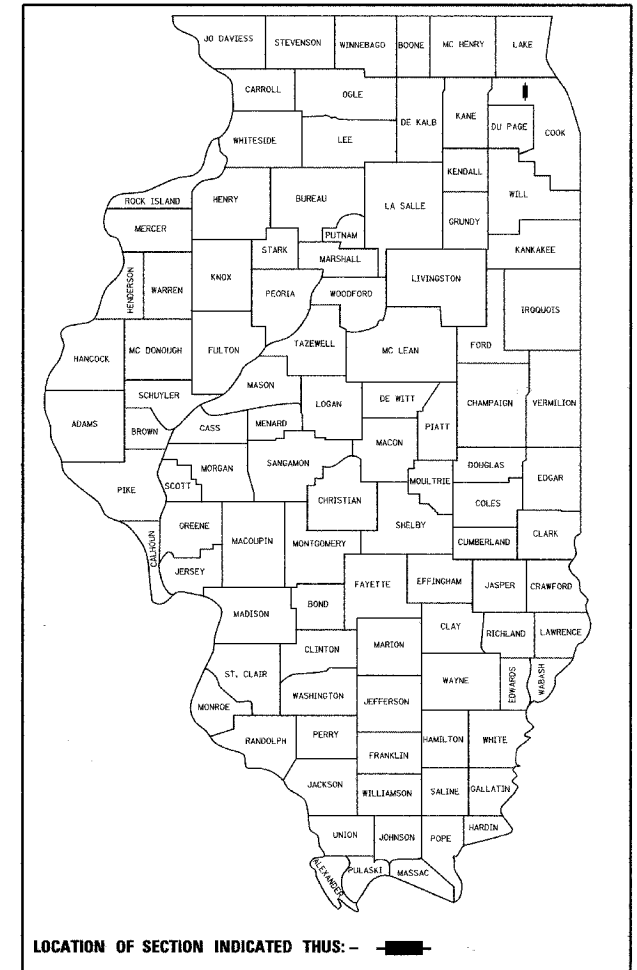 JO DAVIESS STEVENSON WINNEBAGO BOONE MC HENRY LAKE
CARROLL OGLE DE KALB KANE DU PAGE COOK
WHITESIDE LEE
KENDALL
ROCK ISLAND HENRY BUREAU LA SALLE GRUNDY WILL
MERCER PUTNAM
STARK MARSHALL KANKAKEE
HENDERSON WARREN KNOX PEORIA WOODFORD LIVINGSTON IROQUOIS
HANCOCK MC DONOUGH FULTON TAZEWELL MC LEAN FORD
MASON
SCHUYLER LOGAN DE WITT CHAMPAIGN VERMILION
ADAMS BROWN CASS MENARD PIATT
MACON
MORGAN SANGAMON DOUGLAS
PIKE SCOTT CHRISTIAN MOULTRIE COLES EDGAR
GREENE MACOUPIN MONTGOMERY SHELBY
CALHOUN CUMBERLAND CLARK
JERSEY
FAYETTE EFFINGHAM JASPER CRAWFORD
MADISON BOND
CLAY RICHLAND LAWRENCE
CLINTON MARION
ST. CLAIR WAYNE EDWARDS WABASH
WASHINGTON JEFFERSON
MONROE
RANDOLPH PERRY HAMILTON WHITE
FRANKLIN
JACKSON WILLIAMSON SALINE GALLATIN
UNION JOHNSON POPE HARDIN
ALEXANDER PULASKI MASSAC
LOCATION OF SECTION INDICATED THUS: –